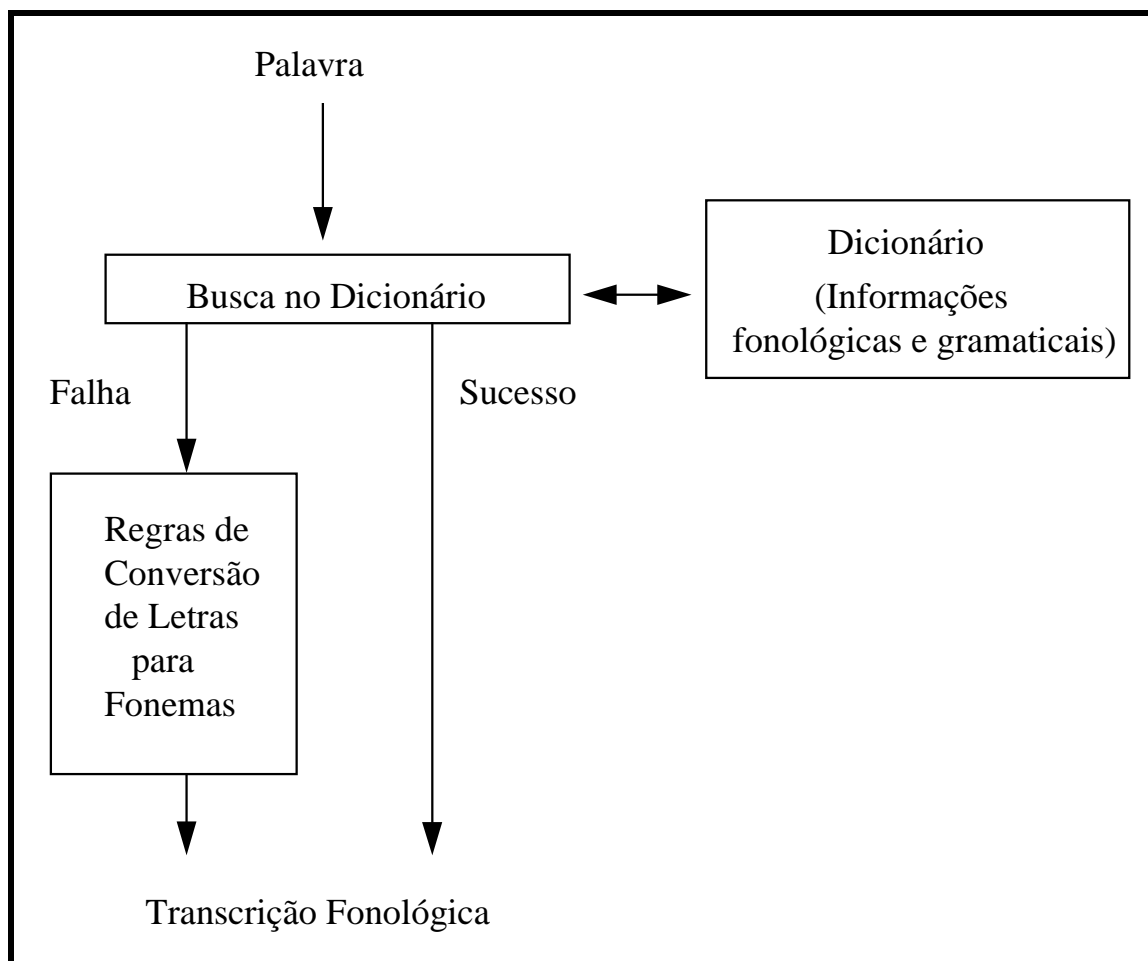 Palavra
Busca no Dicionário
Dicionário
(Informações
fonológicas e gramaticais)
Falha
Sucesso
Regras de
Conversão
de Letras
para
Fonemas
Transcrição Fonológica